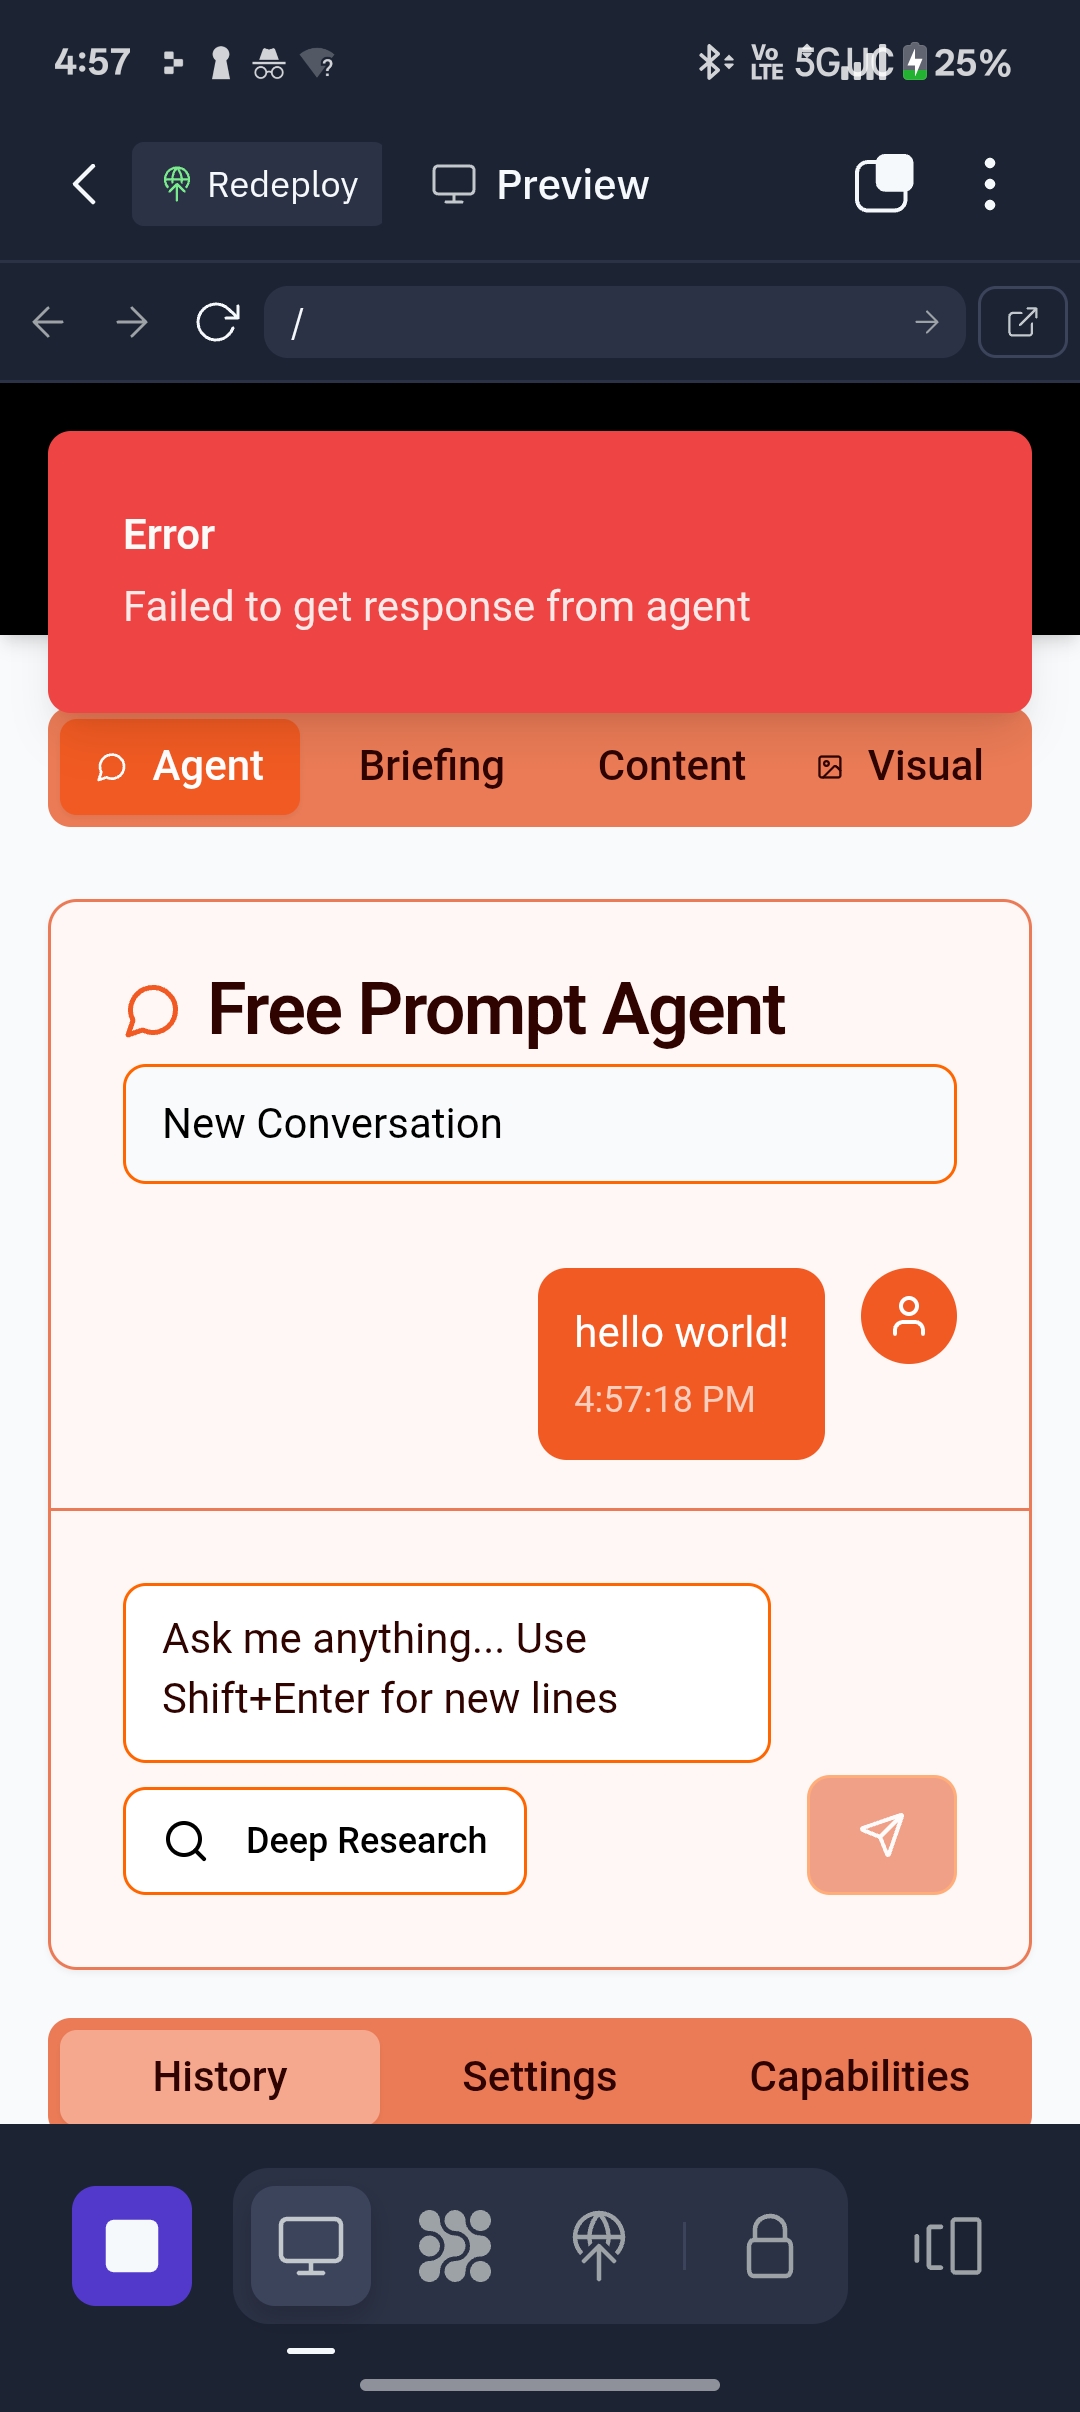 4:57
Vo
LTE
5GUC
25%
Redeploy
Preview
/
Error
Failed to get response from agent
Agent
Briefing
Content
Visual
Free Prompt Agent
New Conversation
hello world!
4:57:18 PM
Ask me anything... Use
Shift+Enter for new lines
Deep Research
History
Settings
Capabilities